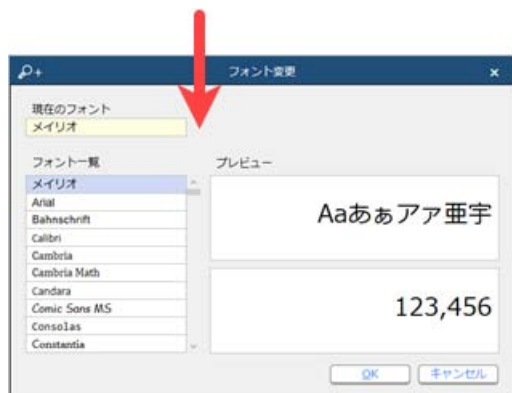 フォント変更
現在のフォント
メイリオ
フォント一覧
メイリオ
Arial
Bahnschrift
Calibri
Cambria
Cambria Math
Candara
Comic Sans MS
Consolas
Constantia
プレビュー
Aaあぁアァ亜宇
123,456
OK
キャンセル